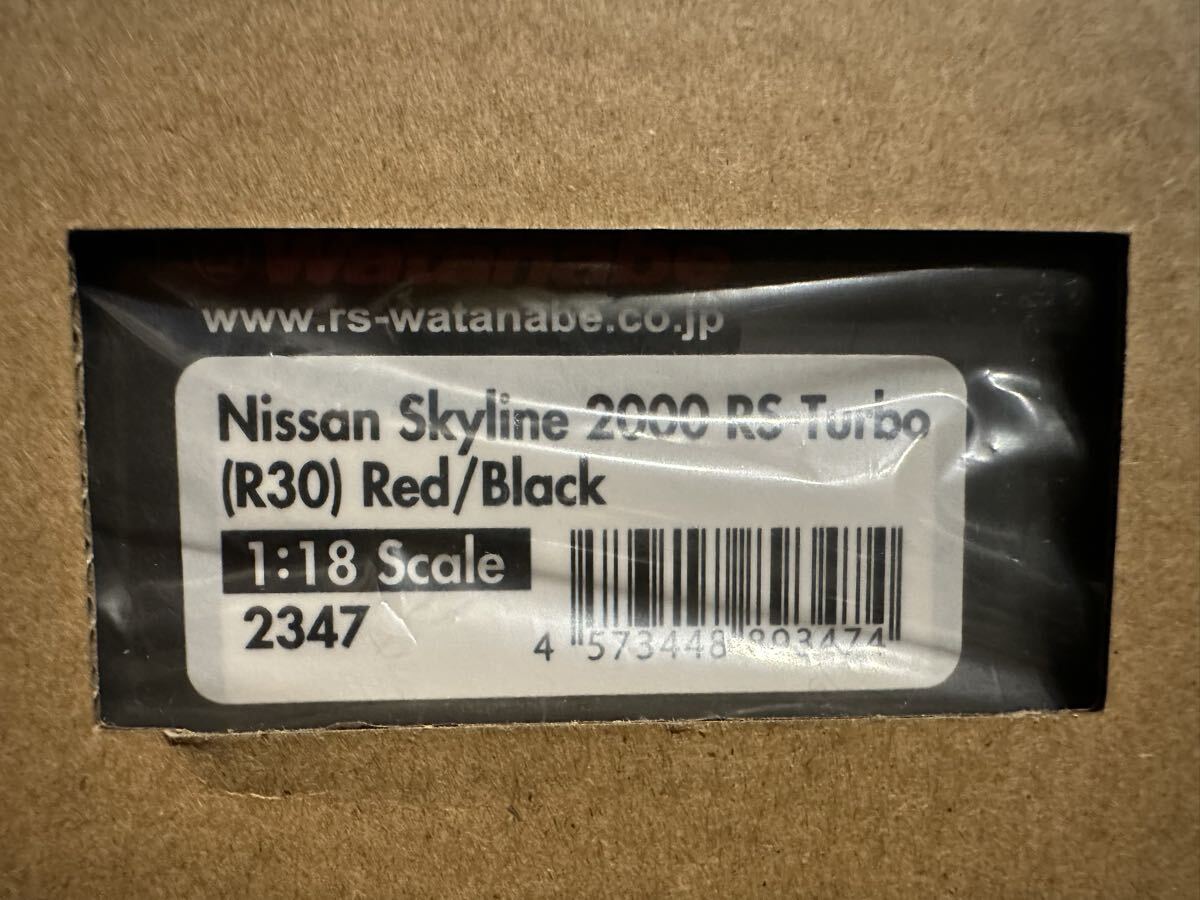 Watanabe
www.rs-watanabe.co.jp
Nissan Skyline 2000 RS-Turbo
(R30) Red/Black
1:18 Scale
2347
4 573448 893474